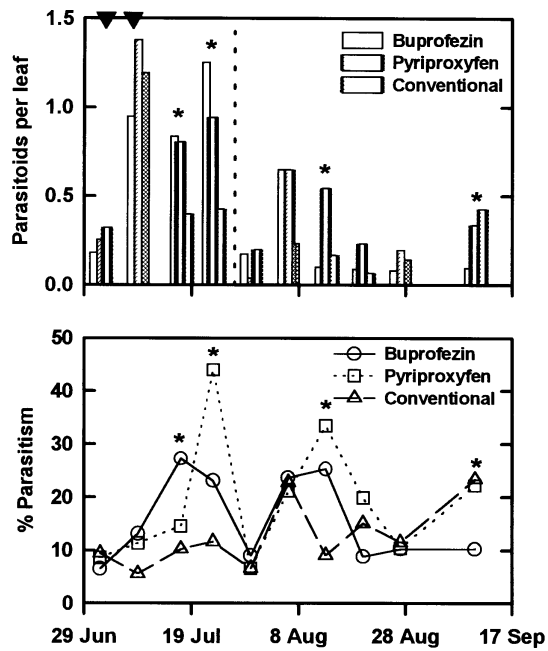 1.5
1.0
0.5
0.0
Parasitoids per leaf
Buprofezin
Pyriproxyfen
Conventional
*
*
*
*
50
40
30
20
10
0
% Parasitism
Buprofezin
Pyriproxyfen
Conventional
*
*
*
*
29 Jun
19 Jul
8 Aug
28 Aug
17 Sep